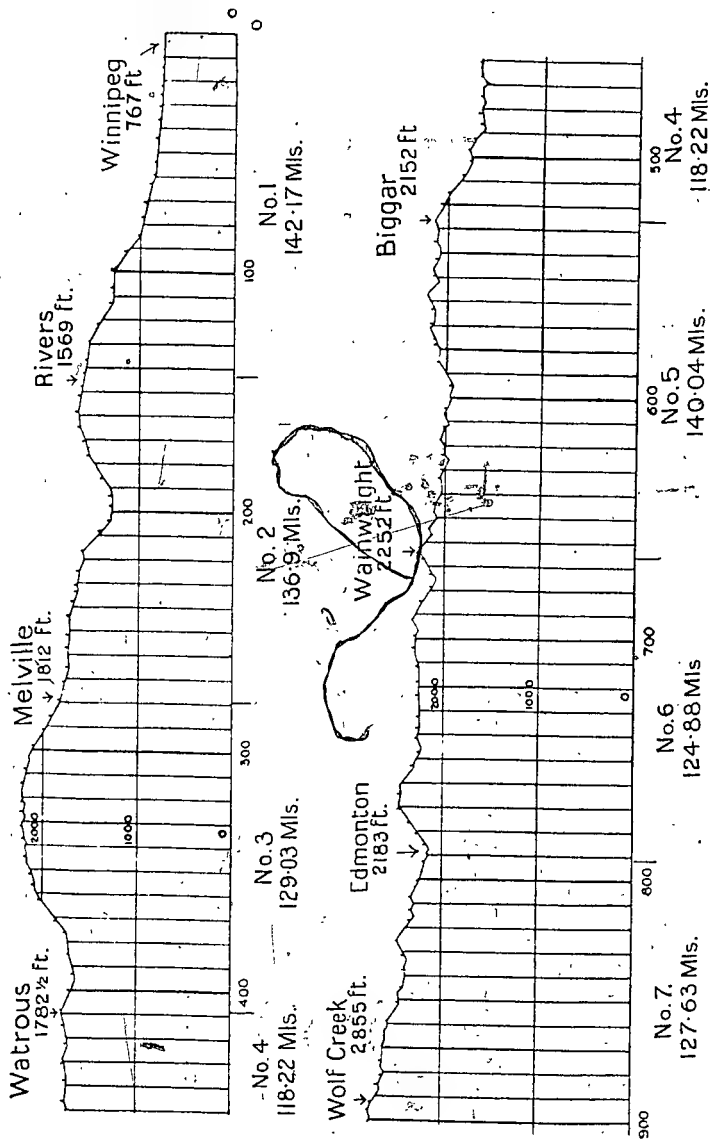 Winnipeg
767 ft
0
0
No.1
142.17 Mls.
100
Rivers
1569 ft.
200
No. 2
136.9 Mls.
Melville
1812 ft.
300
2000
1000
0
No.3
129.03 Mls.
400
Watrous
1782½ ft.
No.4
118.22 Mls.
500
No.4
118.22 Mls.
Biggar
2152 ft
600
No.5
140.04 Mls.
Wainwright
2252 ft.
700
2000
1000
0
No.6
124.88 Mls
Edmonton
2183 ft.
800
No.7.
127.63 Mls.
Wolf Creek
2855 ft.
900